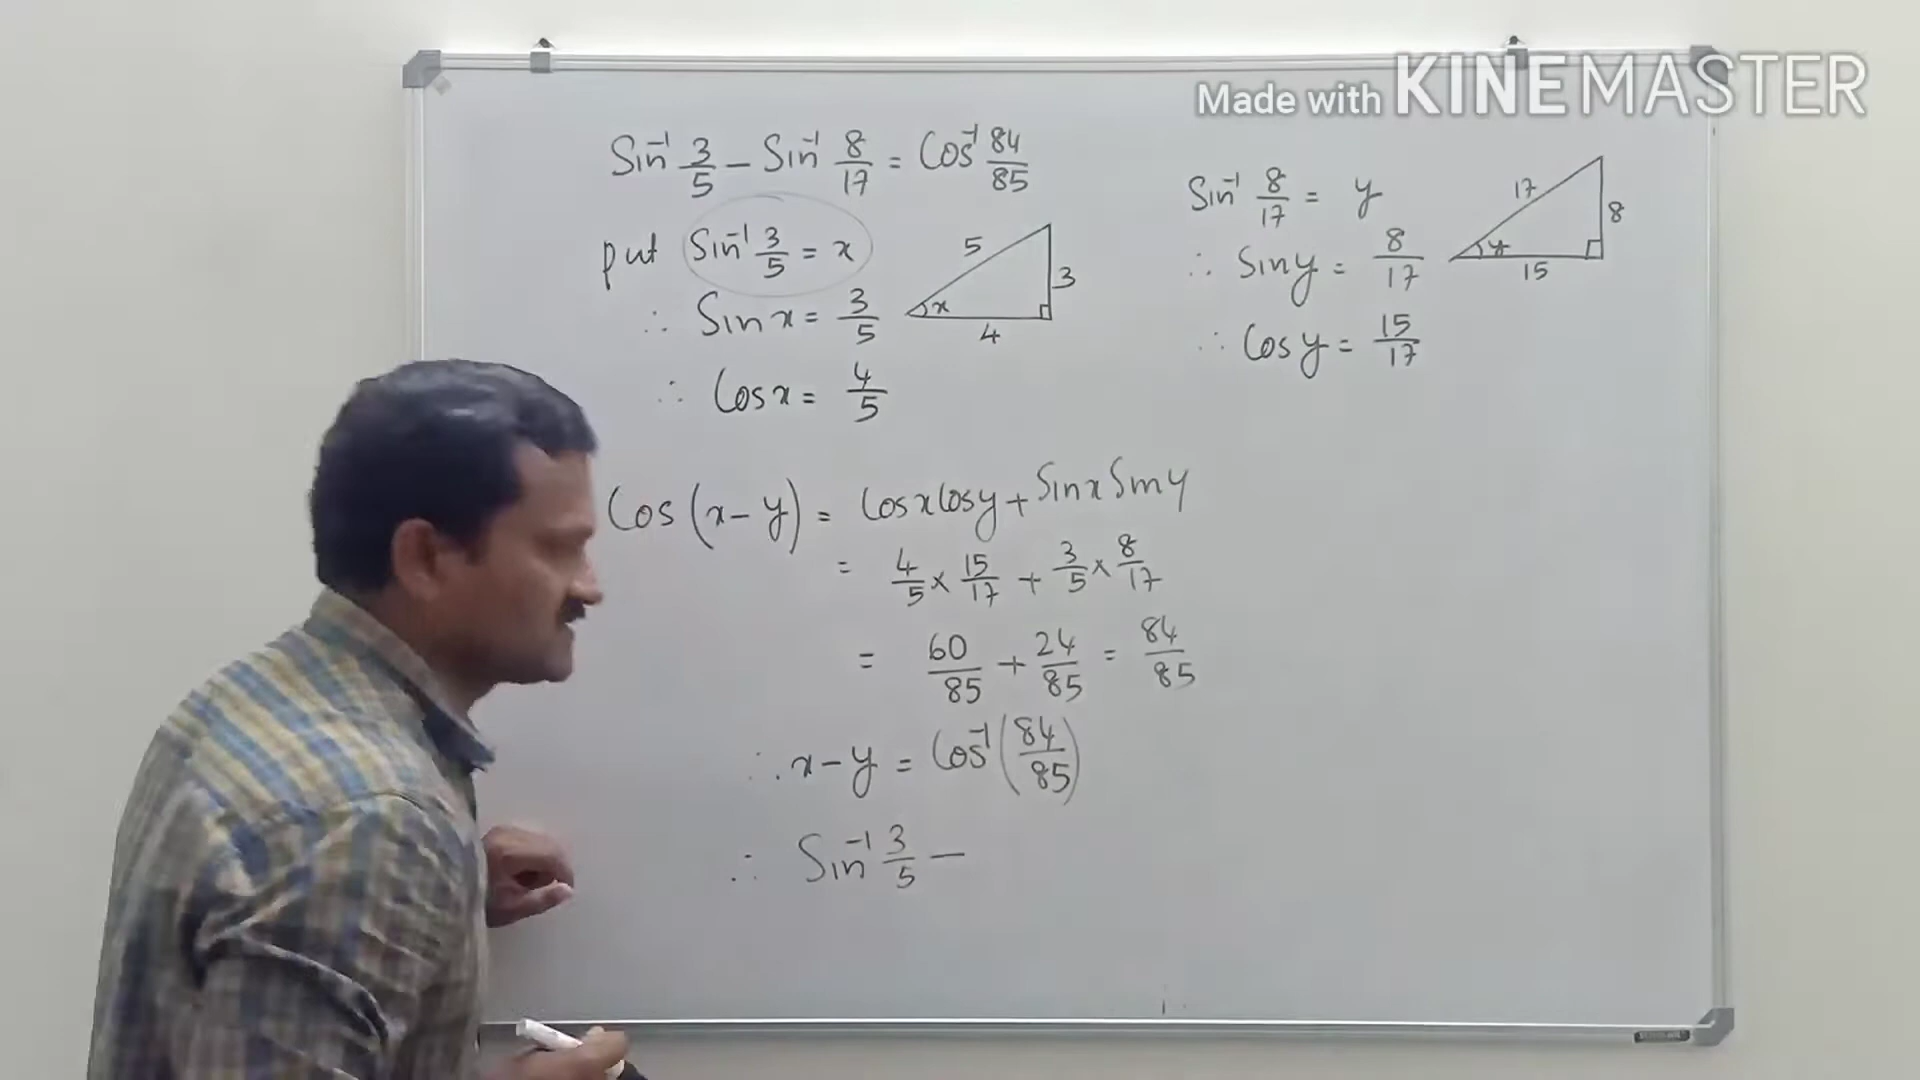 Made with KINEMASTER
Sin⁻¹ 3/5 − Sin⁻¹ 8/17 = Cos⁻¹ 84/85
put Sin⁻¹ 3/5 = x
∴ Sin x = 3/5
∴ Cos x = 4/5
5
3
4
x
Sin⁻¹ 8/17 = y
∴ Sin y = 8/17
∴ Cos y = 15/17
17
8
15
y
Cos (x − y) = Cos x Cos y + Sin x Sin y
= 4/5 × 15/17 + 3/5 × 8/17
= 60/85 + 24/85 = 84/85
∴ x − y = Cos⁻¹ (84/85)
∴ Sin⁻¹ 3/5 −